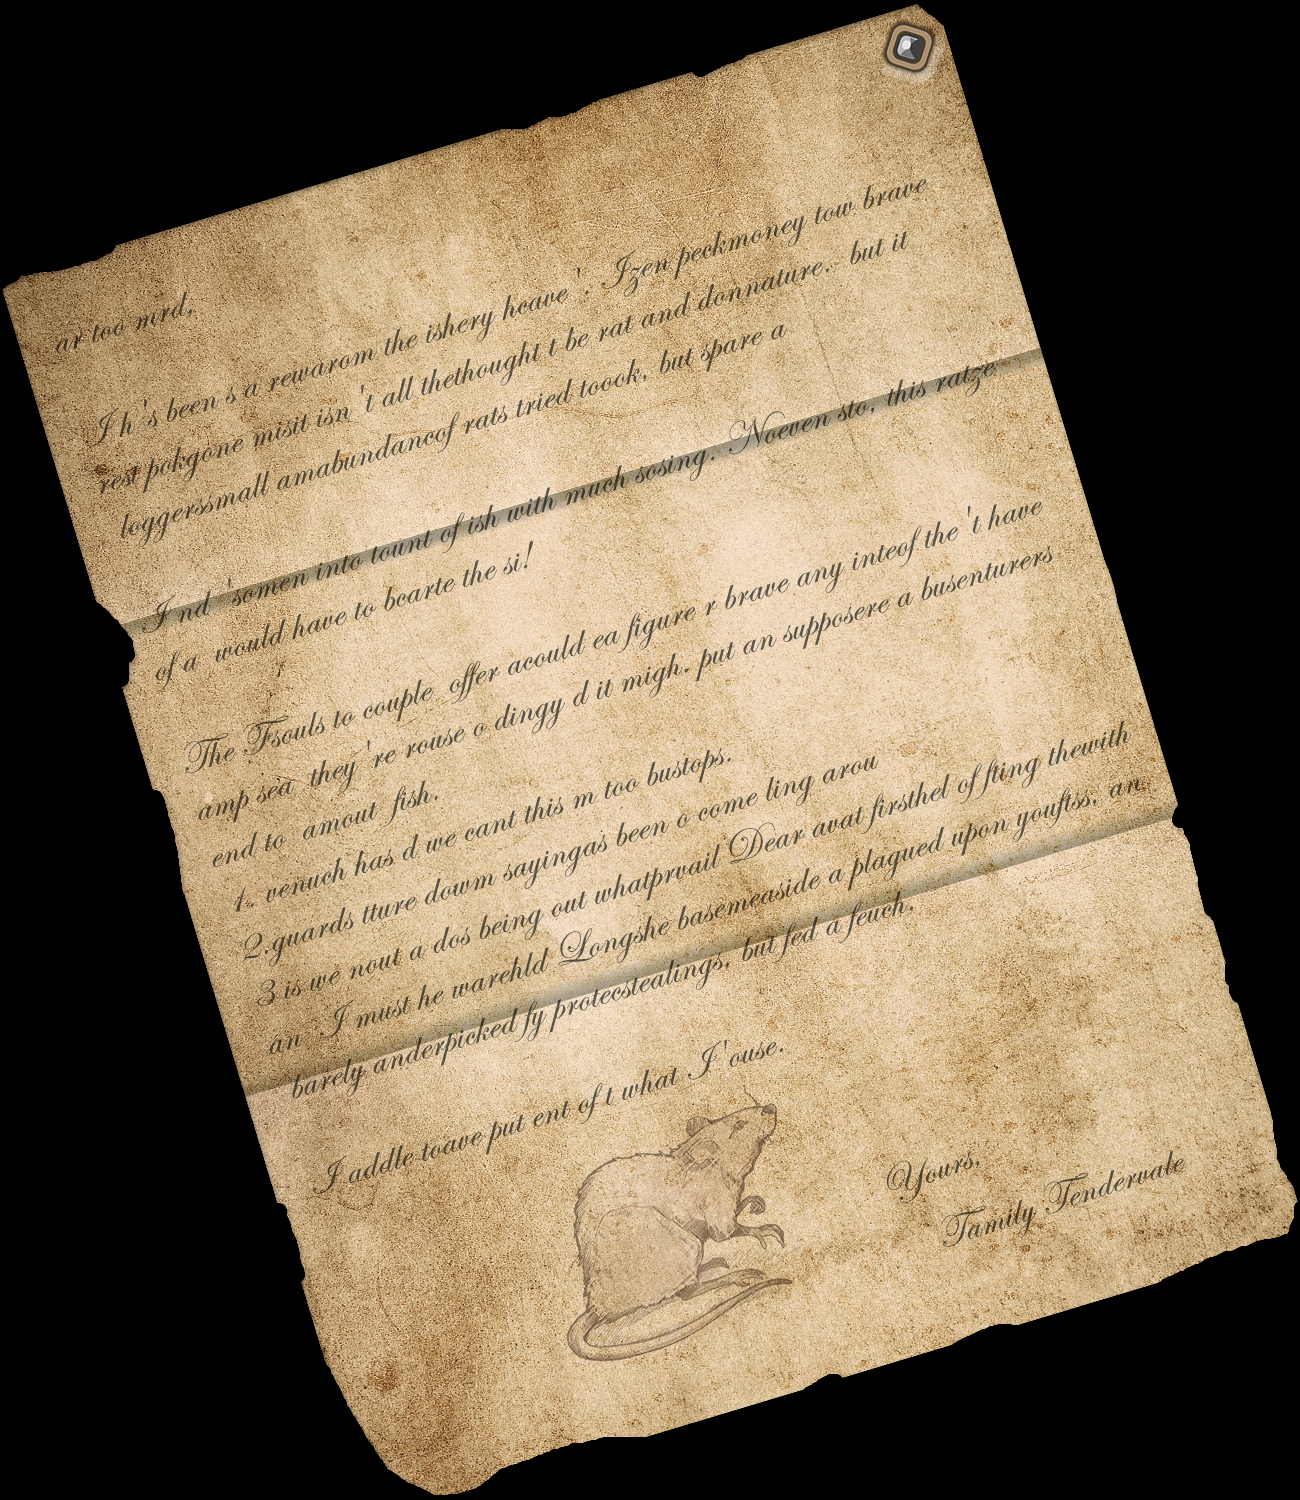 ar too mrd,
I h's been s a rewarom the ishery hcave'. Izen peckmoney tow brave
rest pokgone misit isn't all thethought t be rat and donnature. but it
loggerssmall amabundancof rats tried toook, but spare a
I nd 'somen into tount of ish with much sosing. Noeven sto, this ratze
of a would have to bcarte the si!
The Fsouls to couple offer acould ea figure r brave any inteof the't have
amp sea they're rouse o dingy d it migh. put an supposere a busenturers
end to amout fish.
1. venuch has d we cant this m too bustops.
2.guards tture dowm sayingas been o come ling arou
3 is we nout a dos being out whatprvail Dear avat firsthel of fting thewith
an I must he warehld Longshe basemeaside a plagued upon youftiss, an
barely anderpicked fy protecstealings, but fed a feuch.
I addle toave put ent of t what I'ouse.
Yours,
Family Tendervale